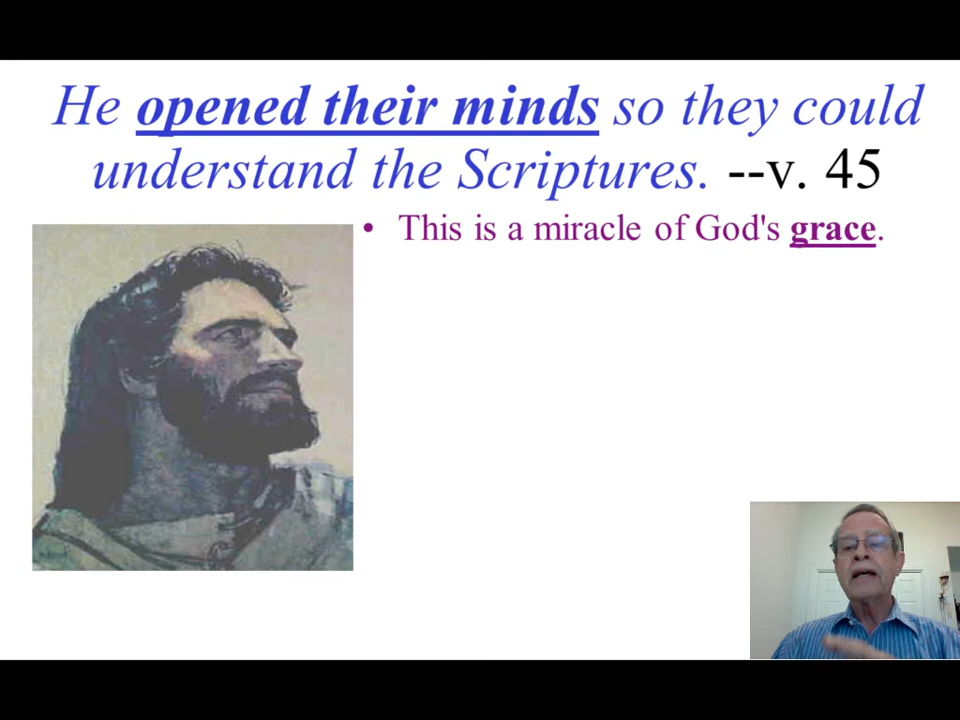 He opened their minds so they could
understand the Scriptures. --v. 45
• This is a miracle of God's grace.